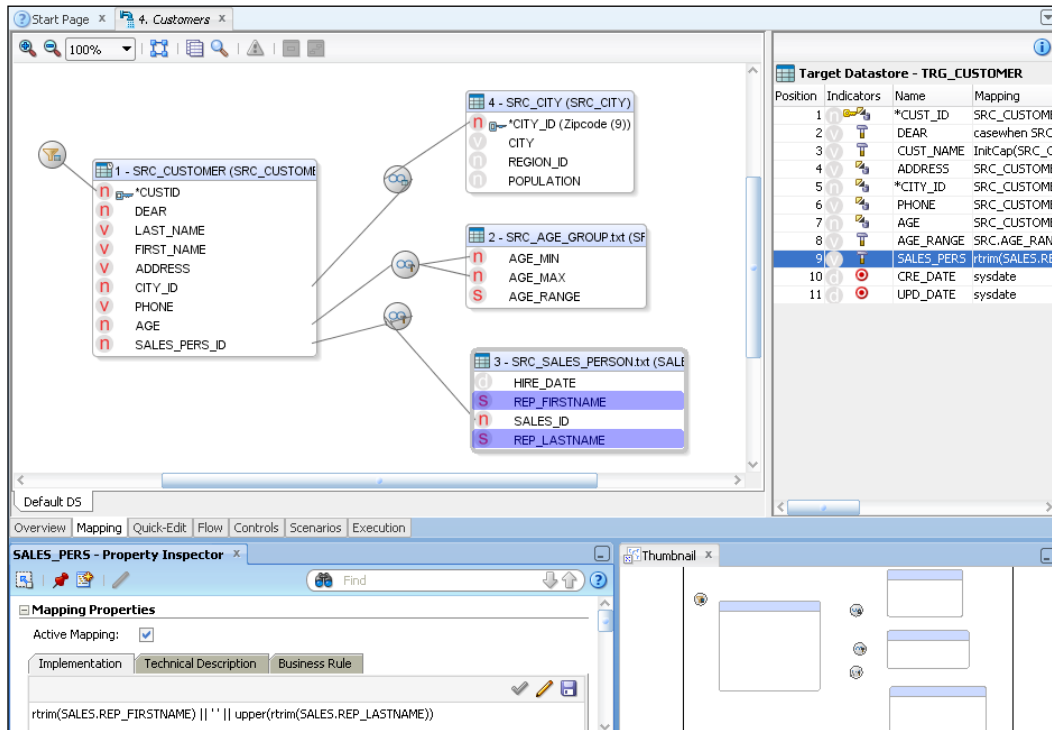 Start Page x 4. Customers x
100%
4 - SRC_CITY (SRC_CITY)
*CITY_ID (Zipcode (9))
CITY
REGION_ID
POPULATION
1 - SRC_CUSTOMER (SRC_CUSTOME
*CUSTID
DEAR
LAST_NAME
FIRST_NAME
ADDRESS
CITY_ID
PHONE
AGE
SALES_PERS_ID
2 - SRC_AGE_GROUP.txt (SF
AGE_MIN
AGE_MAX
AGE_RANGE
3 - SRC_SALES_PERSON.txt (SALE
HIRE_DATE
REP_FIRSTNAME
SALES_ID
REP_LASTNAME
Default DS
Target Datastore - TRG_CUSTOMER
Position Indicators Name Mapping
1 n *CUST_ID SRC_CUSTOME
2 v DEAR casewhen SRC
3 v CUST_NAME InitCap(SRC_C
4 v ADDRESS SRC_CUSTOME
5 n *CITY_ID SRC_CUSTOME
6 v PHONE SRC_CUSTOME
7 n AGE SRC_CUSTOME
8 v AGE_RANGE SRC.AGE_RAN
9 v SALES_PERS rtrim(SALES.RE
10 d CRE_DATE sysdate
11 d UPD_DATE sysdate
Overview Mapping Quick-Edit Flow Controls Scenarios Execution
SALES_PERS - Property Inspector x
Find
Mapping Properties
Active Mapping:
Implementation Technical Description Business Rule
rtrim(SALES.REP_FIRSTNAME) || ' ' || upper(rtrim(SALES.REP_LASTNAME))
Thumbnail x